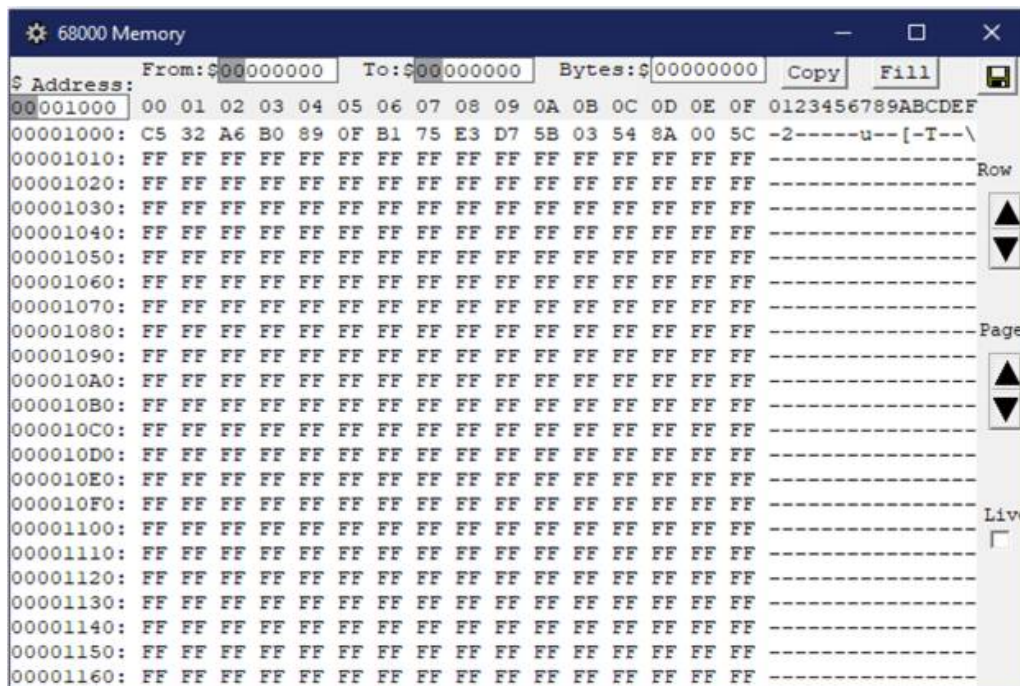 68000 Memory
From:$00000000 To:$00000000 Bytes:$00000000 Copy Fill
$ Address:
00001000 00 01 02 03 04 05 06 07 08 09 0A 0B 0C 0D 0E 0F 0123456789ABCDEF
00001000: C5 32 A6 B0 89 0F B1 75 E3 D7 5B 03 54 8A 00 5C -2-----u--[-T--\
00001010: FF FF FF FF FF FF FF FF FF FF FF FF FF FF FF FF ----------------
Row
00001020: FF FF FF FF FF FF FF FF FF FF FF FF FF FF FF FF ----------------
00001030: FF FF FF FF FF FF FF FF FF FF FF FF FF FF FF FF ----------------
00001040: FF FF FF FF FF FF FF FF FF FF FF FF FF FF FF FF ----------------
00001050: FF FF FF FF FF FF FF FF FF FF FF FF FF FF FF FF ----------------
00001060: FF FF FF FF FF FF FF FF FF FF FF FF FF FF FF FF ----------------
00001070: FF FF FF FF FF FF FF FF FF FF FF FF FF FF FF FF ----------------
00001080: FF FF FF FF FF FF FF FF FF FF FF FF FF FF FF FF ----------------
Page
00001090: FF FF FF FF FF FF FF FF FF FF FF FF FF FF FF FF ----------------
000010A0: FF FF FF FF FF FF FF FF FF FF FF FF FF FF FF FF ----------------
000010B0: FF FF FF FF FF FF FF FF FF FF FF FF FF FF FF FF ----------------
000010C0: FF FF FF FF FF FF FF FF FF FF FF FF FF FF FF FF ----------------
000010D0: FF FF FF FF FF FF FF FF FF FF FF FF FF FF FF FF ----------------
000010E0: FF FF FF FF FF FF FF FF FF FF FF FF FF FF FF FF ----------------
000010F0: FF FF FF FF FF FF FF FF FF FF FF FF FF FF FF FF ----------------
00001100: FF FF FF FF FF FF FF FF FF FF FF FF FF FF FF FF ----------------
Liv
00001110: FF FF FF FF FF FF FF FF FF FF FF FF FF FF FF FF ----------------
00001120: FF FF FF FF FF FF FF FF FF FF FF FF FF FF FF FF ----------------
00001130: FF FF FF FF FF FF FF FF FF FF FF FF FF FF FF FF ----------------
00001140: FF FF FF FF FF FF FF FF FF FF FF FF FF FF FF FF ----------------
00001150: FF FF FF FF FF FF FF FF FF FF FF FF FF FF FF FF ----------------
00001160: FF FF FF FF FF FF FF FF FF FF FF FF FF FF FF FF ----------------